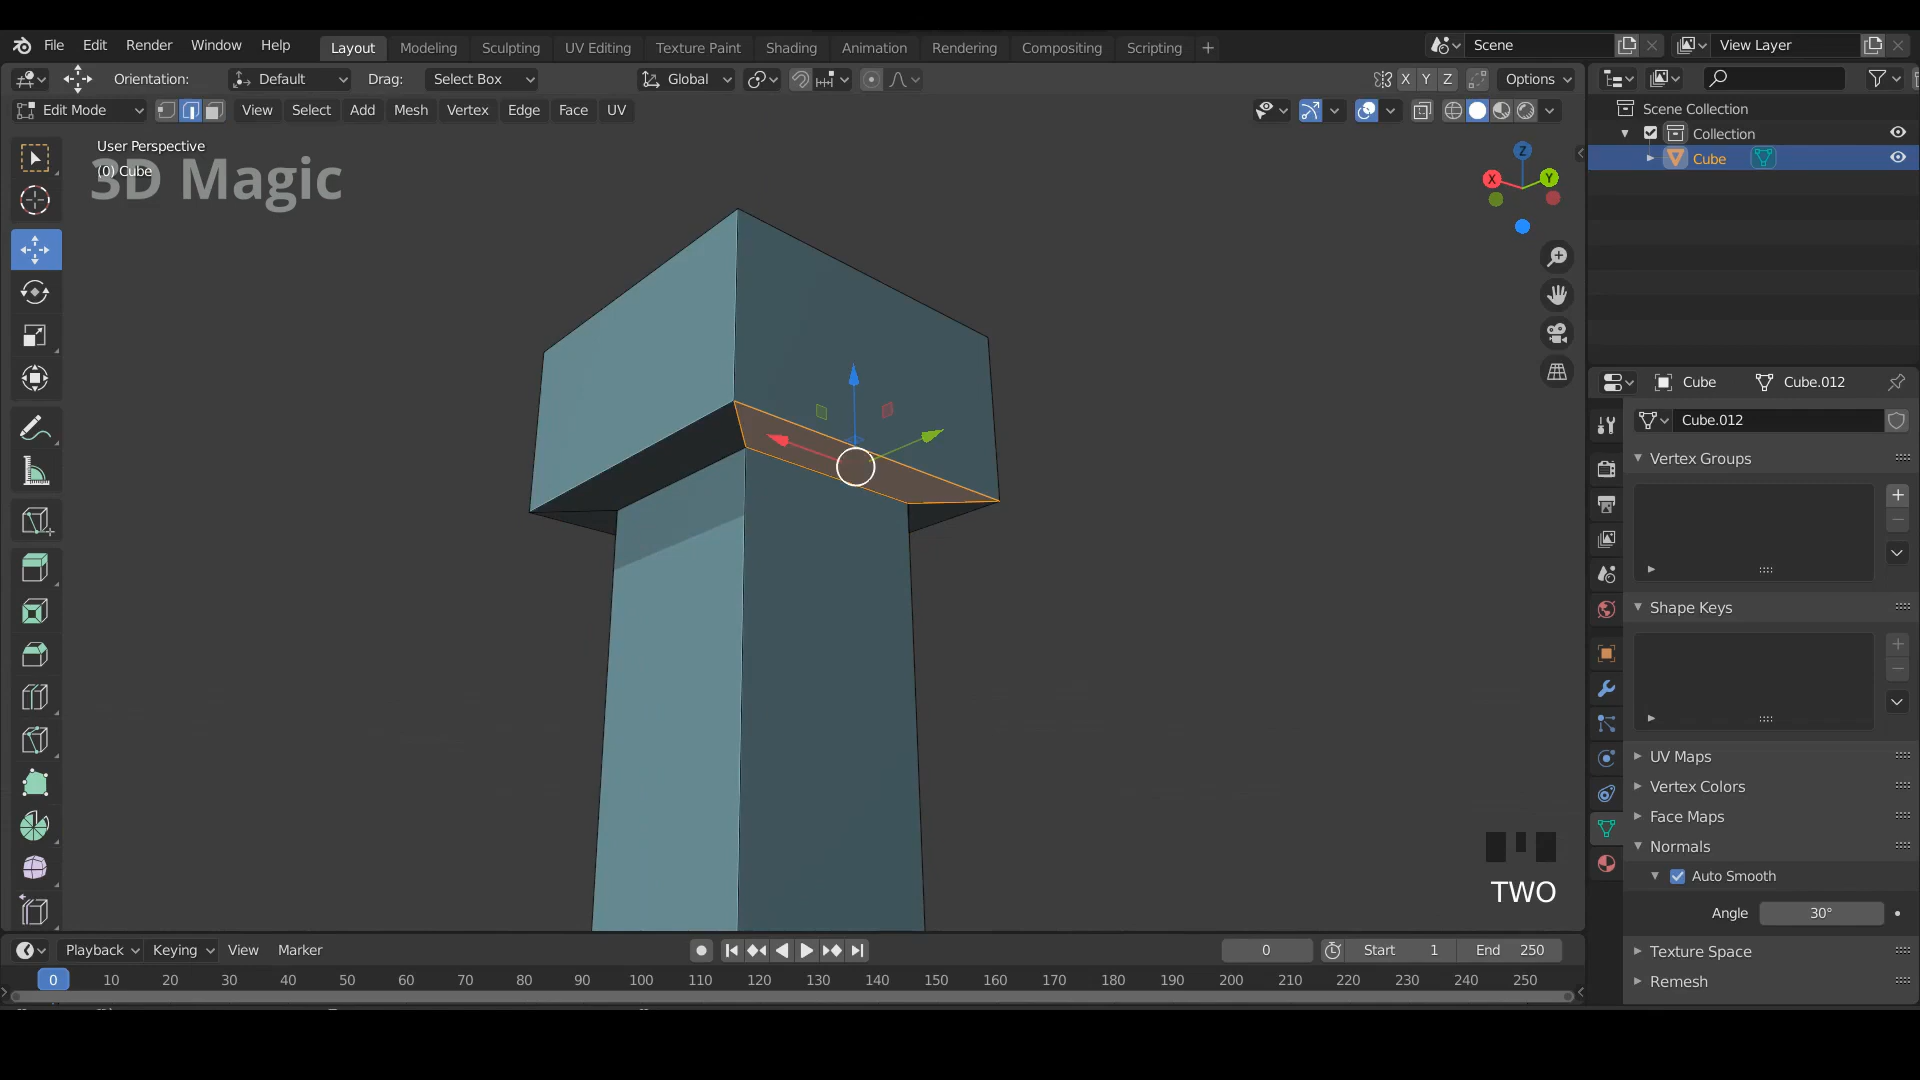 File Edit Render Window Help Layout Modeling Sculpting UV Editing Texture Paint Shading Animation Rendering Compositing Scripting + Scene View Layer
Orientation: Default Drag: Select Box Global X Y Z Options
Edit Mode View Select Add Mesh Vertex Edge Face UV
Scene Collection
Collection
Cube
User Perspective
(0) Cube
3D Magic
Z
X
Y
Cube Cube.012
Cube.012
Vertex Groups
Shape Keys
UV Maps
Vertex Colors
Face Maps
Normals
Auto Smooth
Angle 30°
Texture Space
Remesh
TWO
Playback Keying View Marker 0 Start 1 End 250
0 10 20 30 40 50 60 70 80 90 100 110 120 130 140 150 160 170 180 190 200 210 220 230 240 250